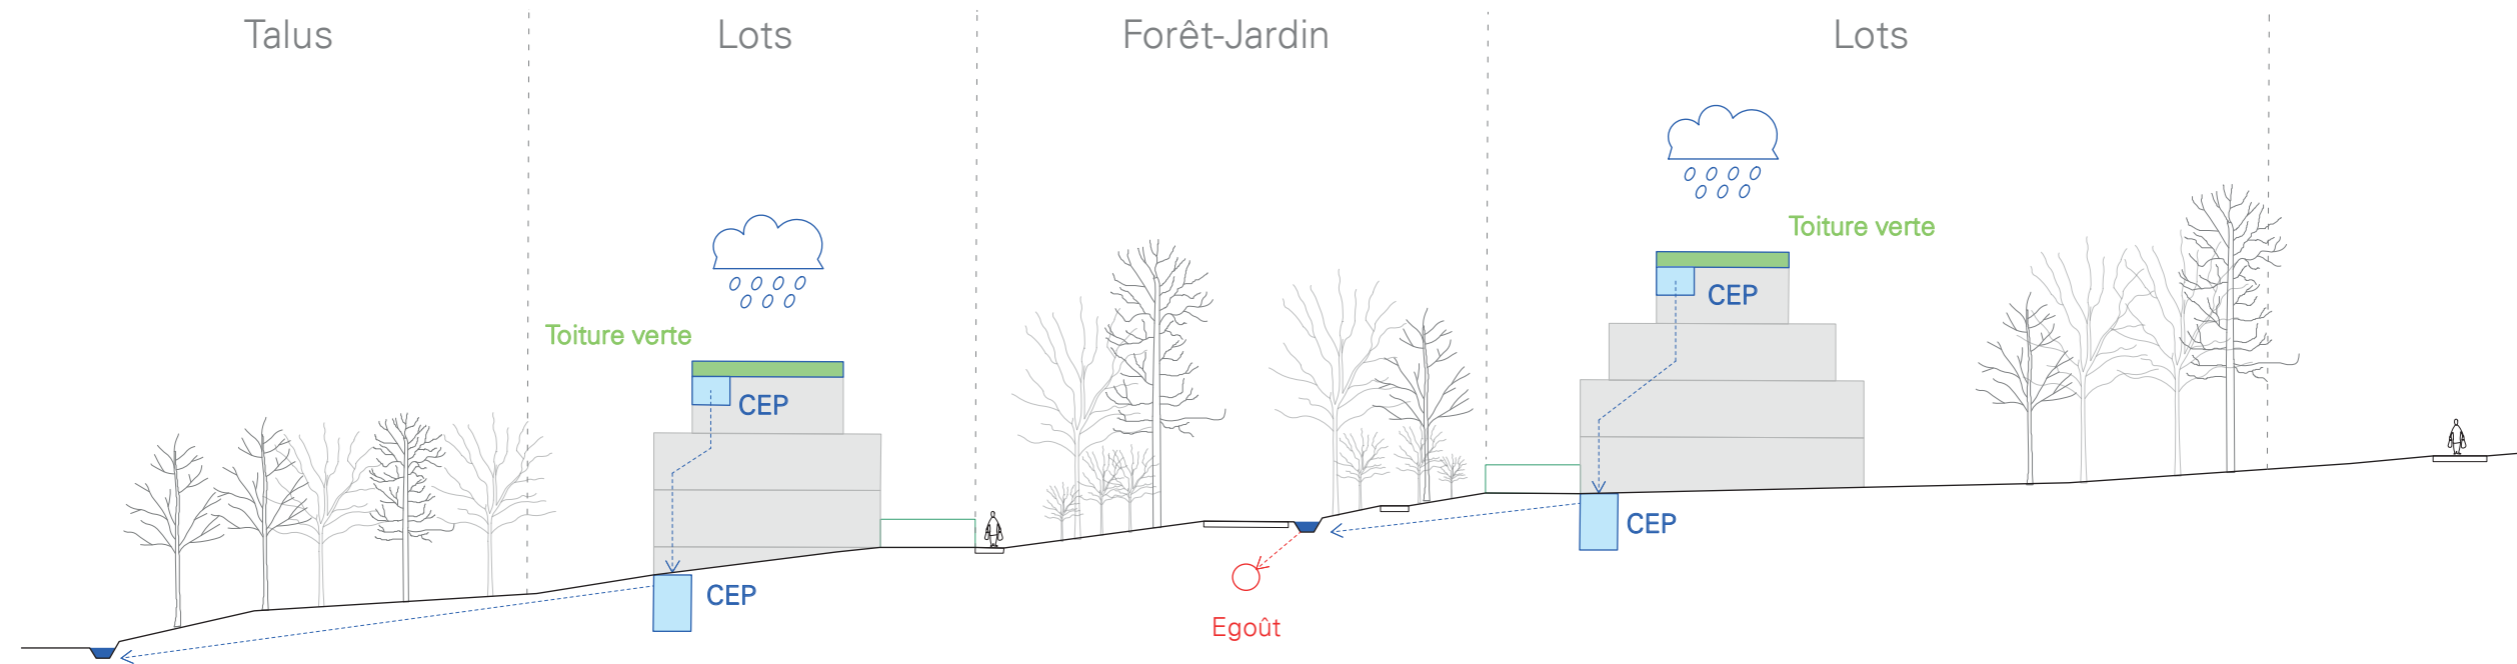 Talus
Lots
Forêt-Jardin
Lots
Toiture verte
CEP
CEP
Toiture verte
CEP
CEP
Egoût